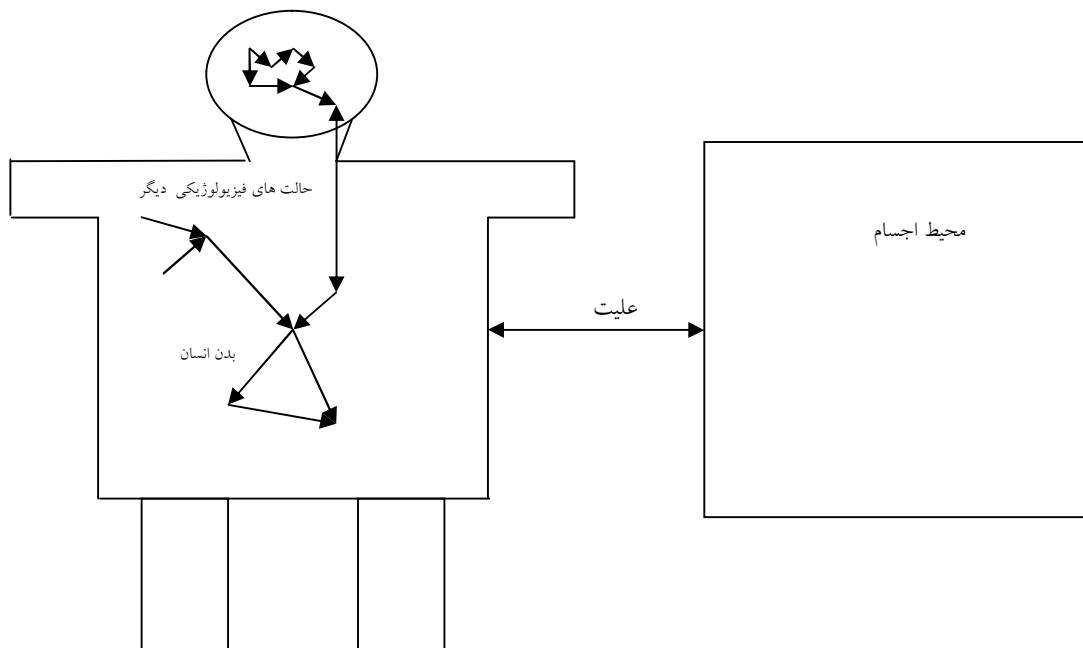 حالت های فیزیولوژیکی دیگر
محیط اجسام
علیت
بدن انسان